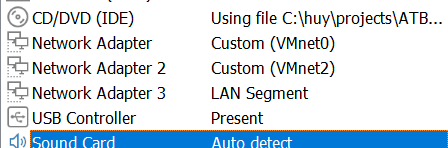 CD/DVD (IDE) Using file C:\huy\projects\ATB...
Network Adapter Custom (VMnet0)
Network Adapter 2 Custom (VMnet2)
Network Adapter 3 LAN Segment
USB Controller Present
Sound Card Auto detect